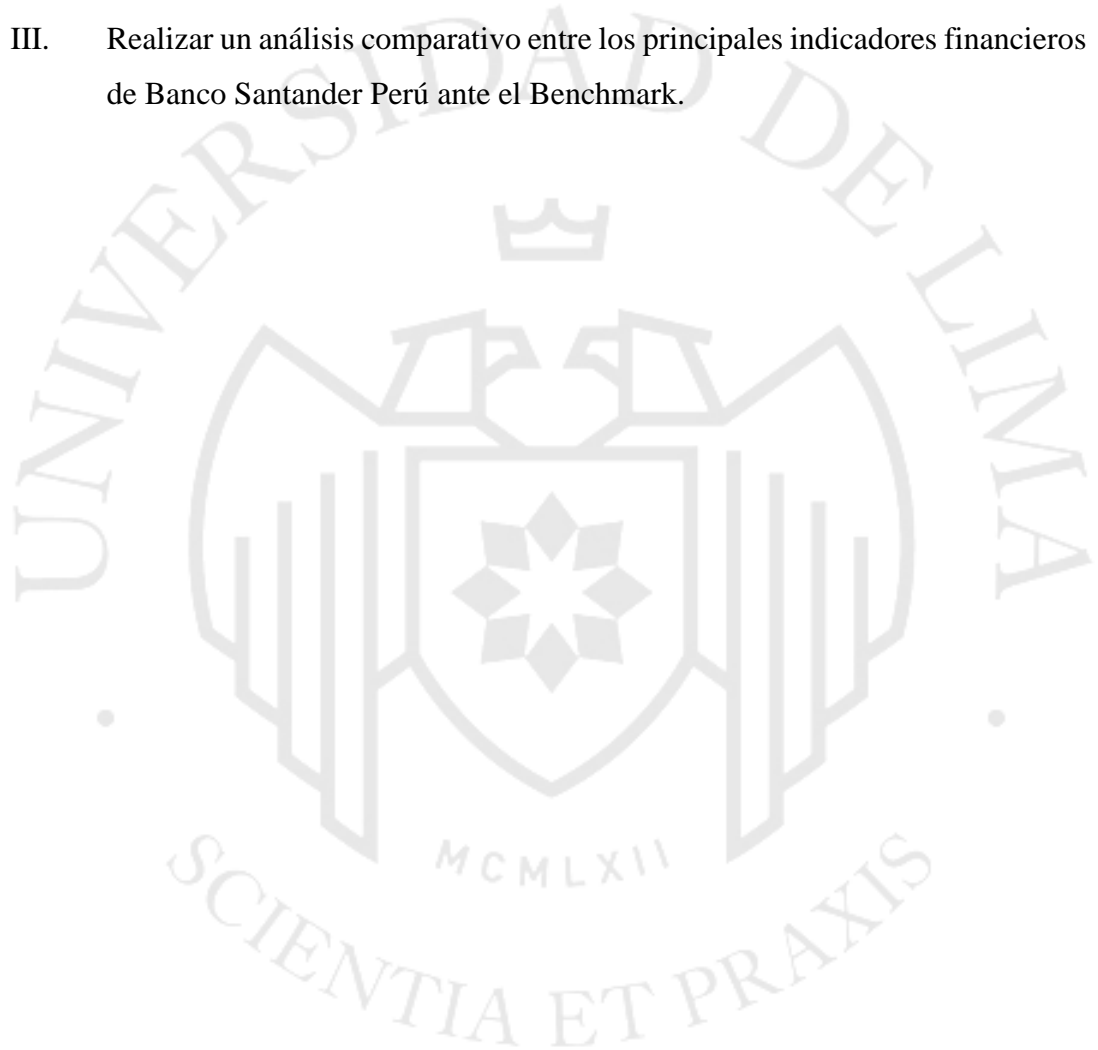 III. Realizar un análisis comparativo entre los principales indicadores financieros
de Banco Santander Perú ante el Benchmark.
UNIVERSIDAD DE LIMA
MCMLXII
SCIENTIA ET PRAXIS